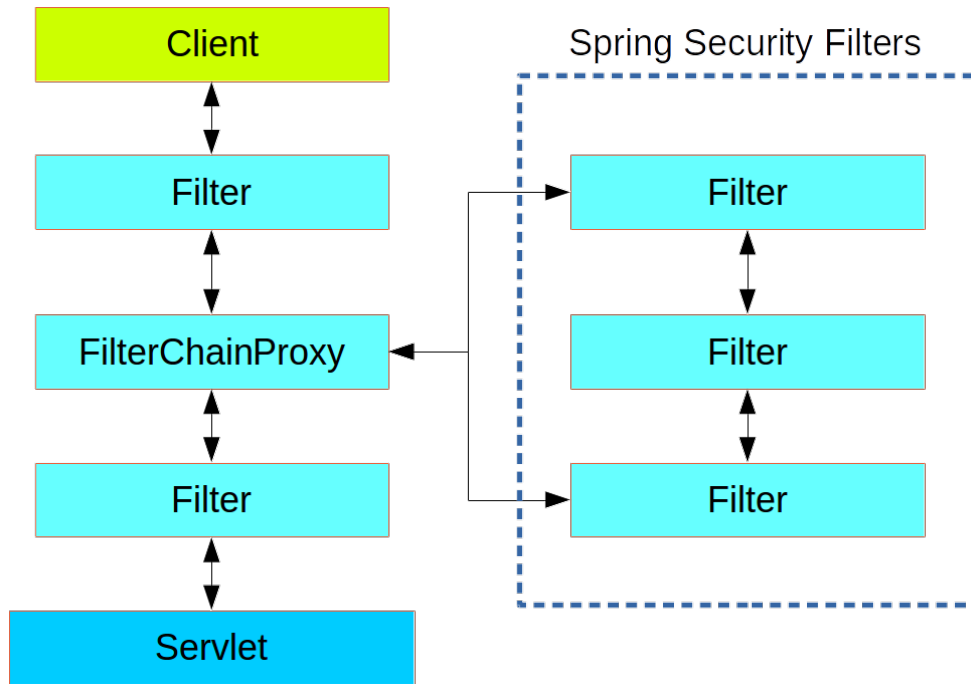 Client
Spring Security Filters
Filter
Filter
FilterChainProxy
Filter
Filter
Filter
Servlet